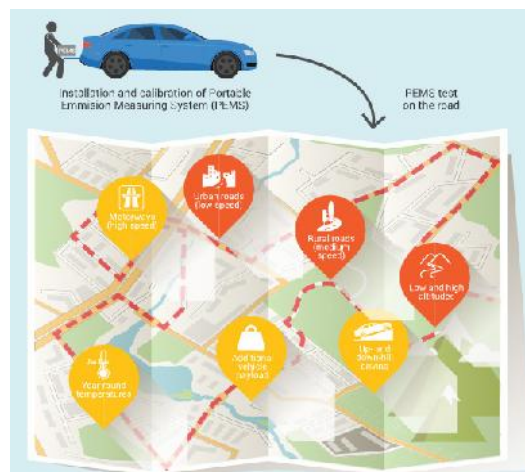 PEMS
Installation and calibration of Portable
Emmision Measuring System (PEMS)
PEMS test
on the road
Motorways
(high speed)
Urban roads
(low speed)
Rural roads
(medium
speed)
Low and high
altitudes
Year-round
temperatures
Additional
vehicle
payload
Up- and
down-hill
driving